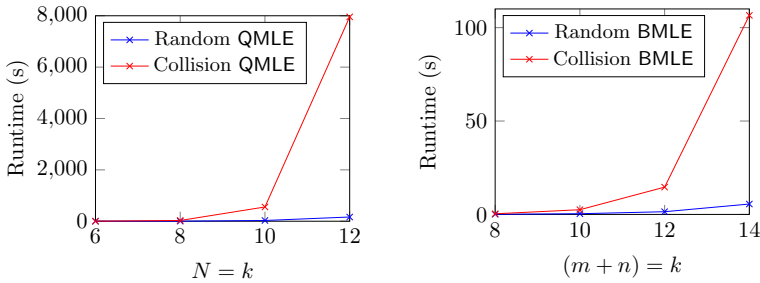 8,000
6,000
4,000
2,000
0
Runtime (s)
Random QMLE
Collision QMLE
6 8 10 12
N = k
100
50
0
Runtime (s)
Random BMLE
Collision BMLE
8 10 12 14
(m + n) = k